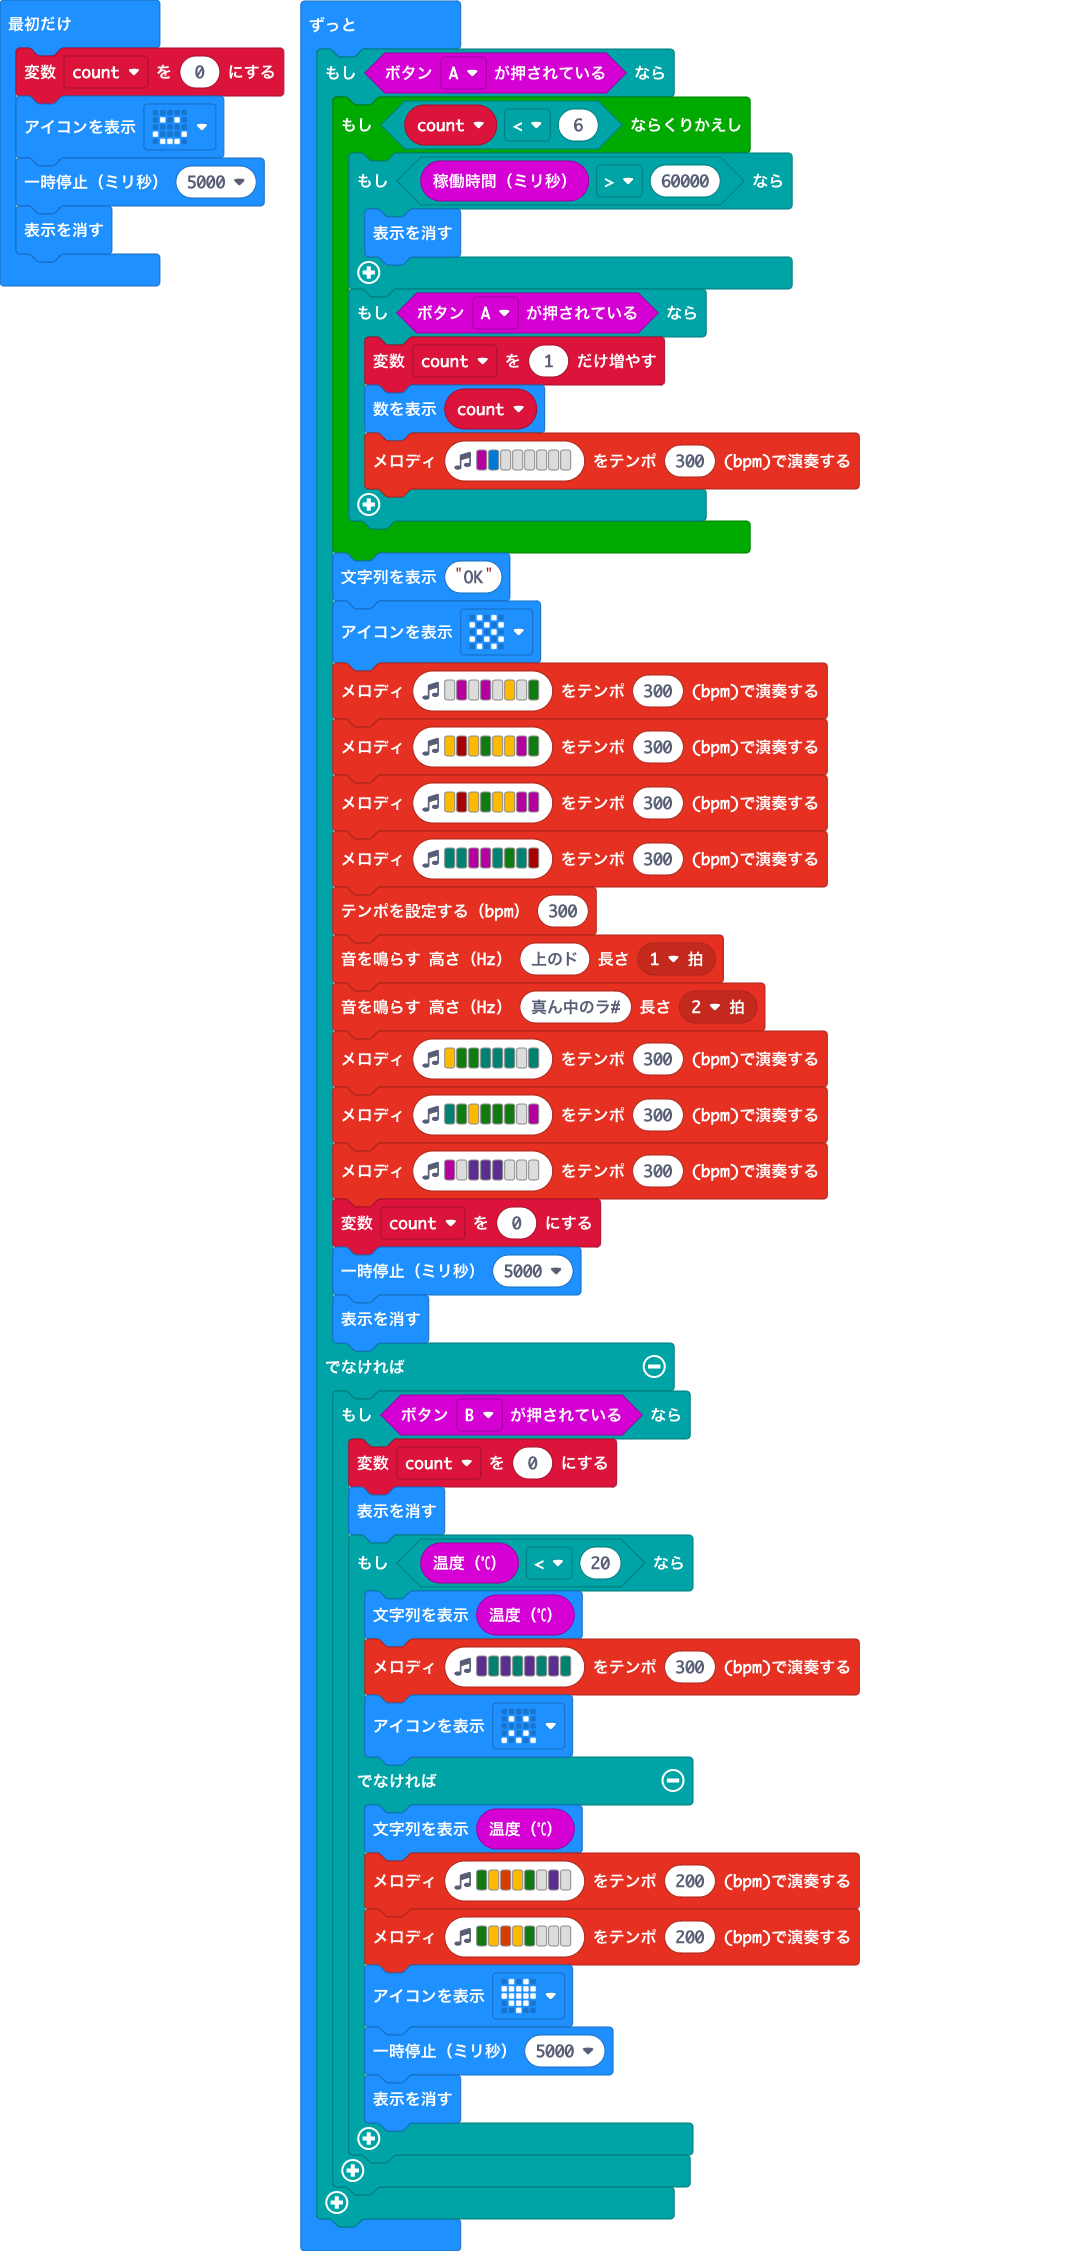 最初だけ
変数 count を 0 にする
アイコンを表示
一時停止（ミリ秒） 5000
表示を消す
ずっと
もし ボタン A が押されている なら
もし count < 6 ならくりかえし
もし 稼働時間（ミリ秒） > 60000 なら
表示を消す
もし ボタン A が押されている なら
変数 count を 1 だけ増やす
数を表示 count
メロディ をテンポ 300 (bpm)で演奏する
文字列を表示 "OK"
アイコンを表示
メロディ をテンポ 300 (bpm)で演奏する
メロディ をテンポ 300 (bpm)で演奏する
メロディ をテンポ 300 (bpm)で演奏する
メロディ をテンポ 300 (bpm)で演奏する
テンポを設定する（bpm） 300
音を鳴らす 高さ（Hz） 上のド 長さ 1 拍
音を鳴らす 高さ（Hz） 真ん中のラ# 長さ 2 拍
メロディ をテンポ 300 (bpm)で演奏する
メロディ をテンポ 300 (bpm)で演奏する
メロディ をテンポ 300 (bpm)で演奏する
変数 count を 0 にする
一時停止（ミリ秒） 5000
表示を消す
でなければ
もし ボタン B が押されている なら
変数 count を 0 にする
表示を消す
もし 温度（℃） < 20 なら
文字列を表示 温度（℃）
メロディ をテンポ 300 (bpm)で演奏する
アイコンを表示
でなければ
文字列を表示 温度（℃）
メロディ をテンポ 200 (bpm)で演奏する
メロディ をテンポ 200 (bpm)で演奏する
アイコンを表示
一時停止（ミリ秒） 5000
表示を消す